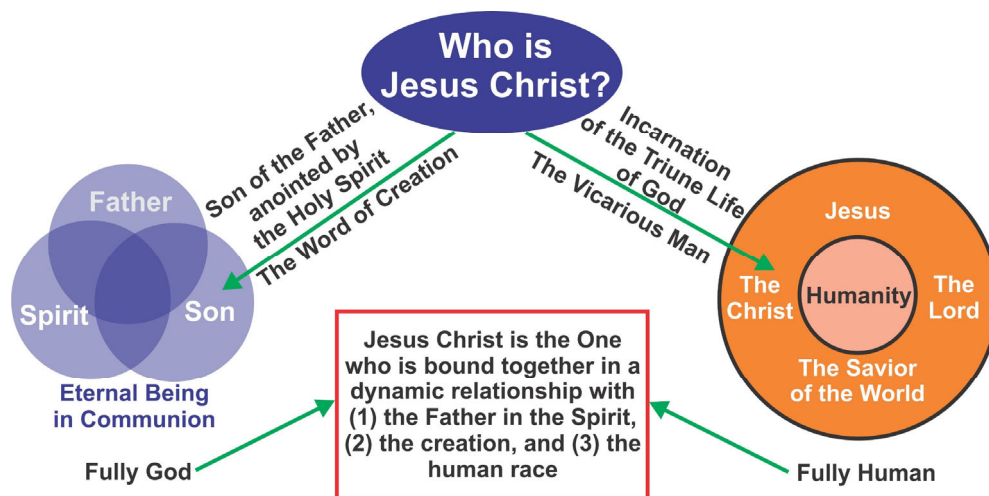 Who is
Jesus Christ?
Son of the Father,
anointed by
the Holy Spirit
The Word of Creation
Incarnation
of the Triune Life
of God
The Vicarious Man
Father
Spirit
Son
Eternal Being
in Communion
Fully God
Jesus Christ is the One
who is bound together in a
dynamic relationship with
(1) the Father in the Spirit,
(2) the creation, and (3) the
human race
Jesus
The
Christ
Humanity
The
Lord
The Savior
of the World
Fully Human